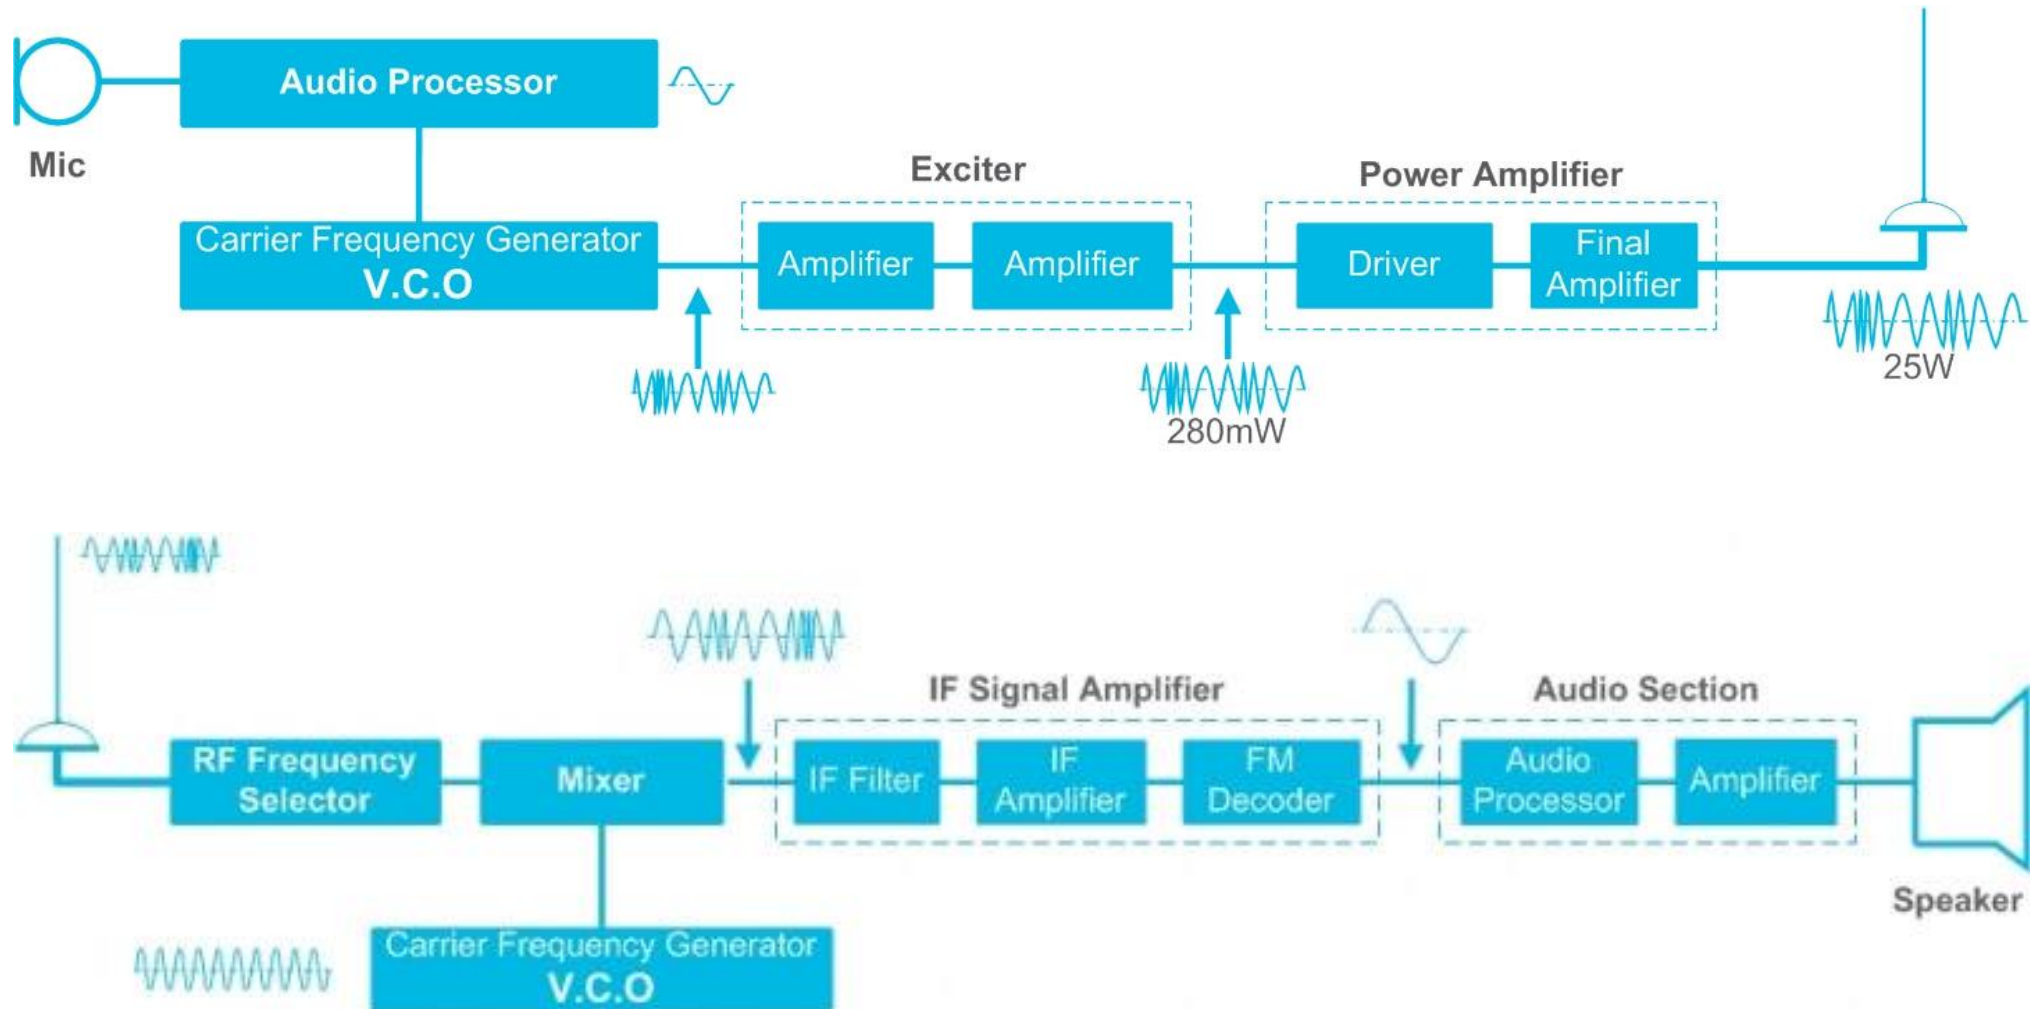 Audio Processor
Mic
Exciter
Power Amplifier
Carrier Frequency Generator
V.C.O
Amplifier
Amplifier
Driver
Final
Amplifier
25W
280mW
IF Signal Amplifier
Audio Section
RF Frequency
Selector
Mixer
IF Filter
IF
Amplifier
FM
Decoder
Audio
Processor
Amplifier
Speaker
Carrier Frequency Generator
V.C.O